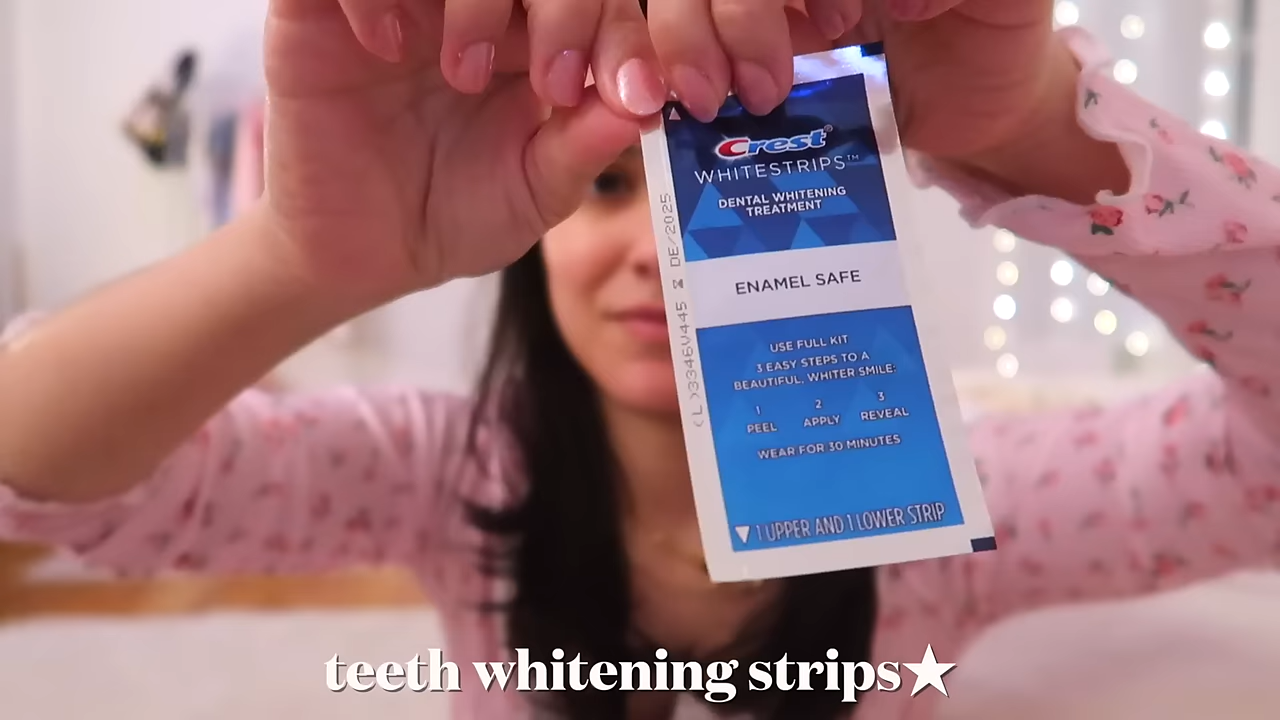 Crest®
WHITESTRIPS™
DENTAL WHITENING
TREATMENT
ENAMEL SAFE
USE FULL KIT
3 EASY STEPS TO A
BEAUTIFUL, WHITER SMILE:
1 2 3
PEEL APPLY REVEAL
WEAR FOR 30 MINUTES
1 UPPER AND 1 LOWER STRIP
(L)3346V445 ⧗ DE/2025
teeth whitening strips★